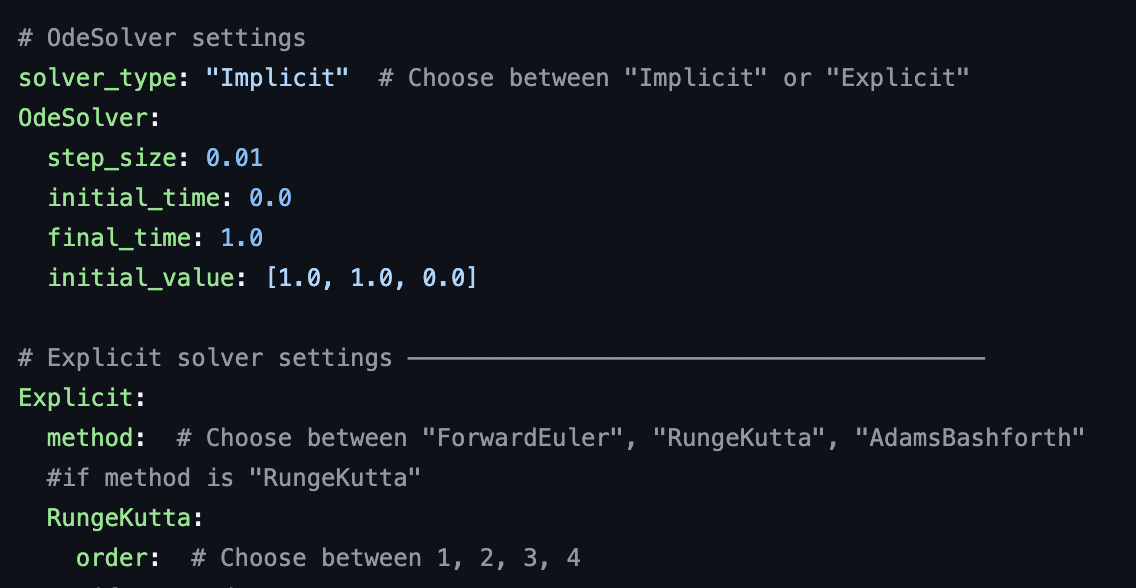 # OdeSolver settings
solver_type: "Implicit"  # Choose between "Implicit" or "Explicit"
OdeSolver:
  step_size: 0.01
  initial_time: 0.0
  final_time: 1.0
  initial_value: [1.0, 1.0, 0.0]

# Explicit solver settings ────────────────────────────────────────
Explicit:
  method:  # Choose between "ForwardEuler", "RungeKutta", "AdamsBashforth"
  #if method is "RungeKutta"
  RungeKutta:
    order:  # Choose between 1, 2, 3, 4